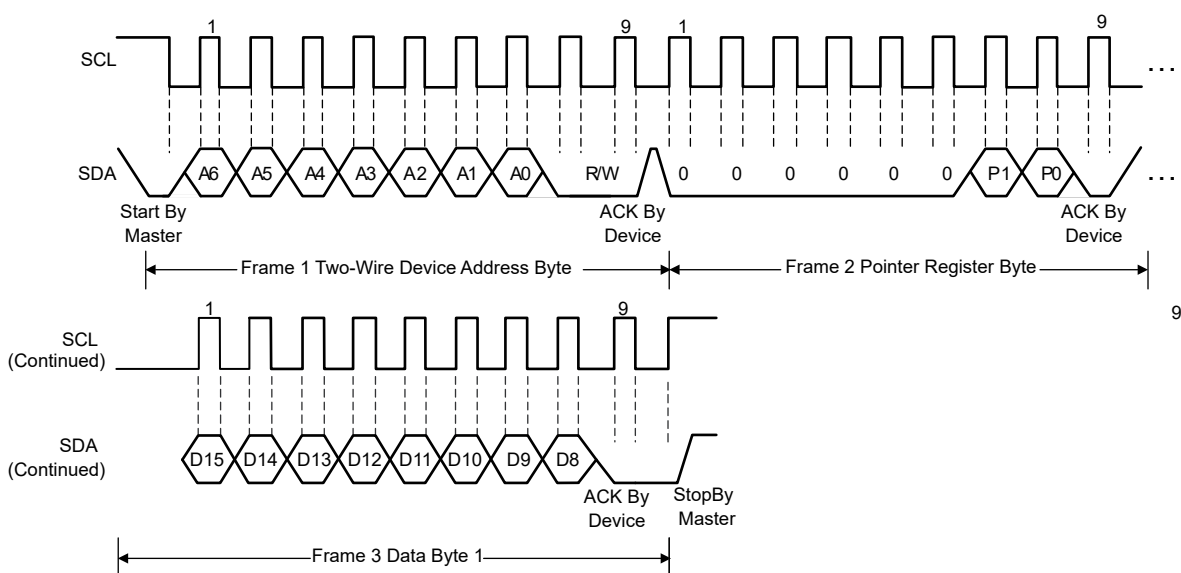 1 9 1 9
SCL ...
SDA A6 A5 A4 A3 A2 A1 A0 R/W 0 0 0 0 0 0 P1 P0 ...
Start By
Master
ACK By
Device
ACK By
Device
Frame 1 Two-Wire Device Address Byte
Frame 2 Pointer Register Byte
1 9 9
SCL
(Continued)
SDA
(Continued)
D15 D14 D13 D12 D11 D10 D9 D8
ACK By
Device
StopBy
Master
Frame 3 Data Byte 1